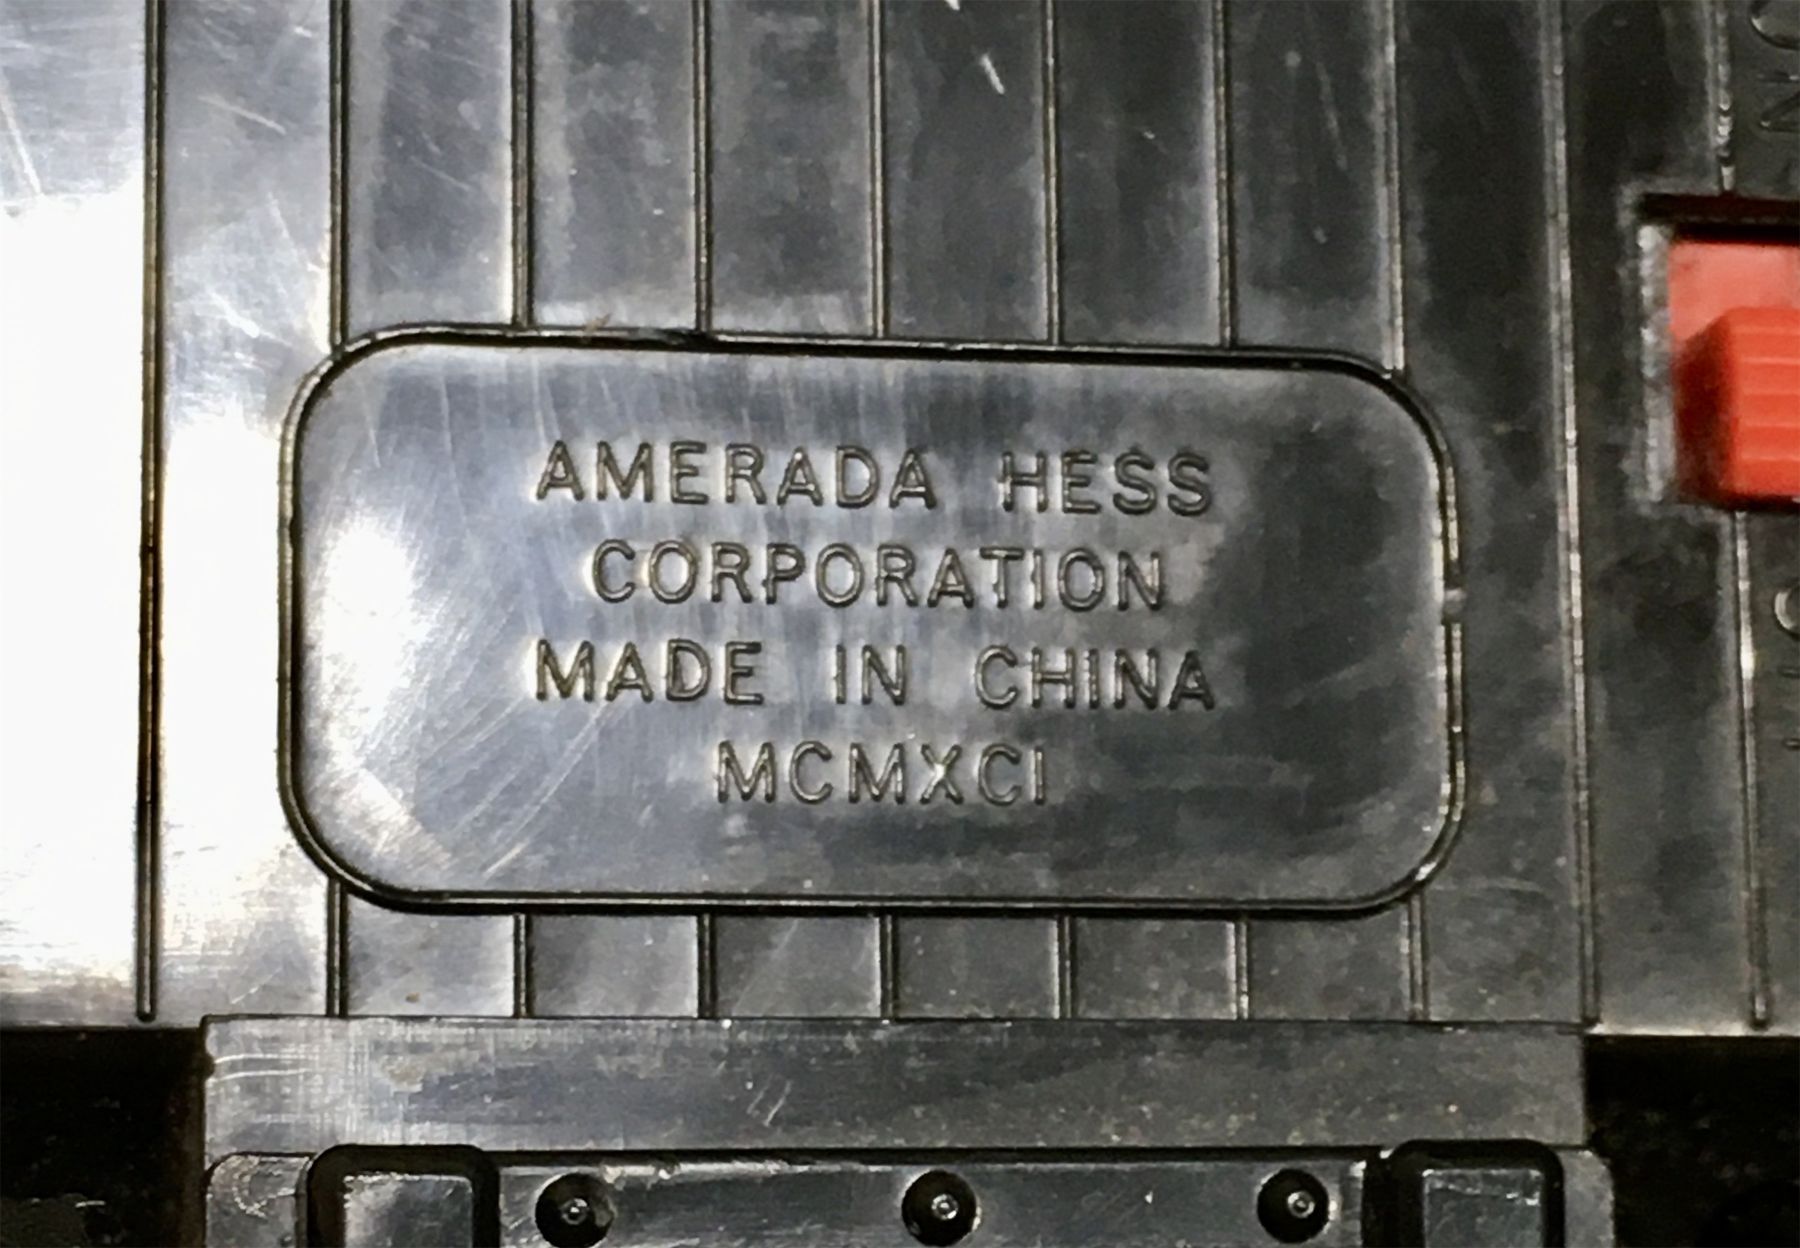 AMERADA HESS
CORPORATION
MADE IN CHINA
MCMXCI